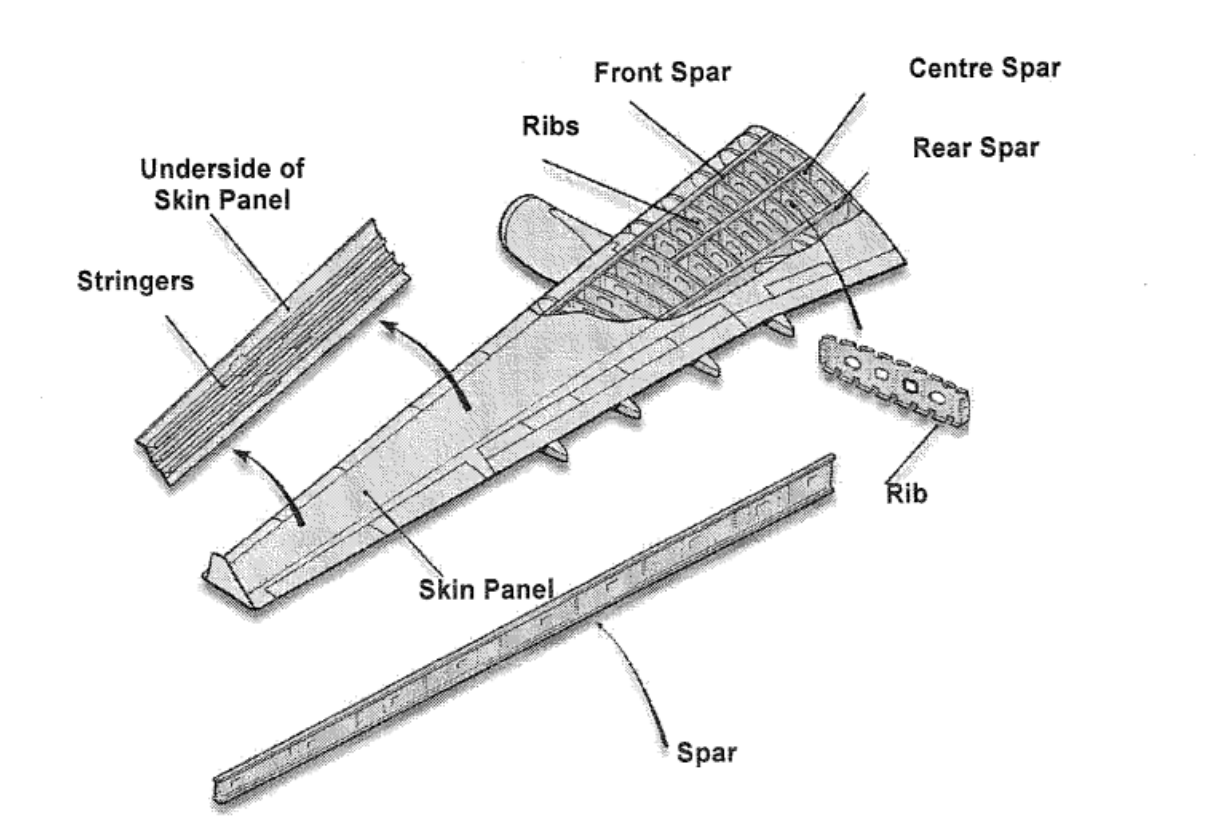 Front Spar
Centre Spar
Ribs
Rear Spar
Underside of
Skin Panel
Stringers
Rib
Skin Panel
Spar